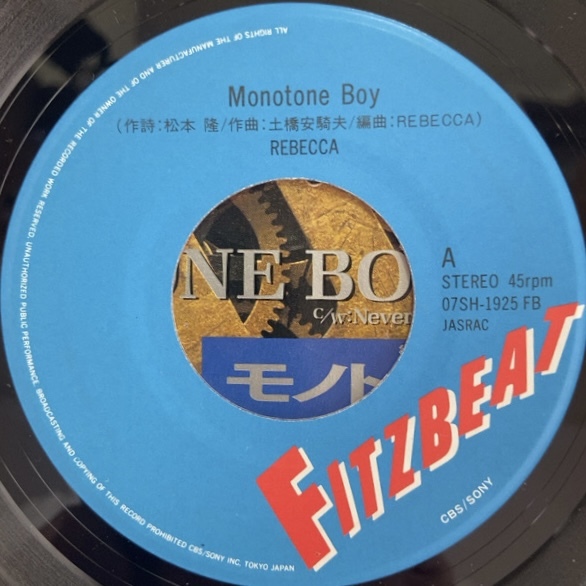 Monotone Boy
(作詩:松本 隆/作曲:土橋安騎夫/編曲:REBECCA)
REBECCA
A
STEREO 45rpm
07SH-1925 FB
JASRAC
NE BO
c/w:Never
モノト
FITZBEAT
CBS/SONY
ALL RIGHTS OF THE MANUFACTURER AND OF THE OWNER OF THE RECORDED WORK RESERVED. UNAUTHORIZED PUBLIC PERFORMANCE, BROADCASTING AND COPYING OF THIS RECORD PROHIBITED CBS/SONY INC. TOKYO JAPAN